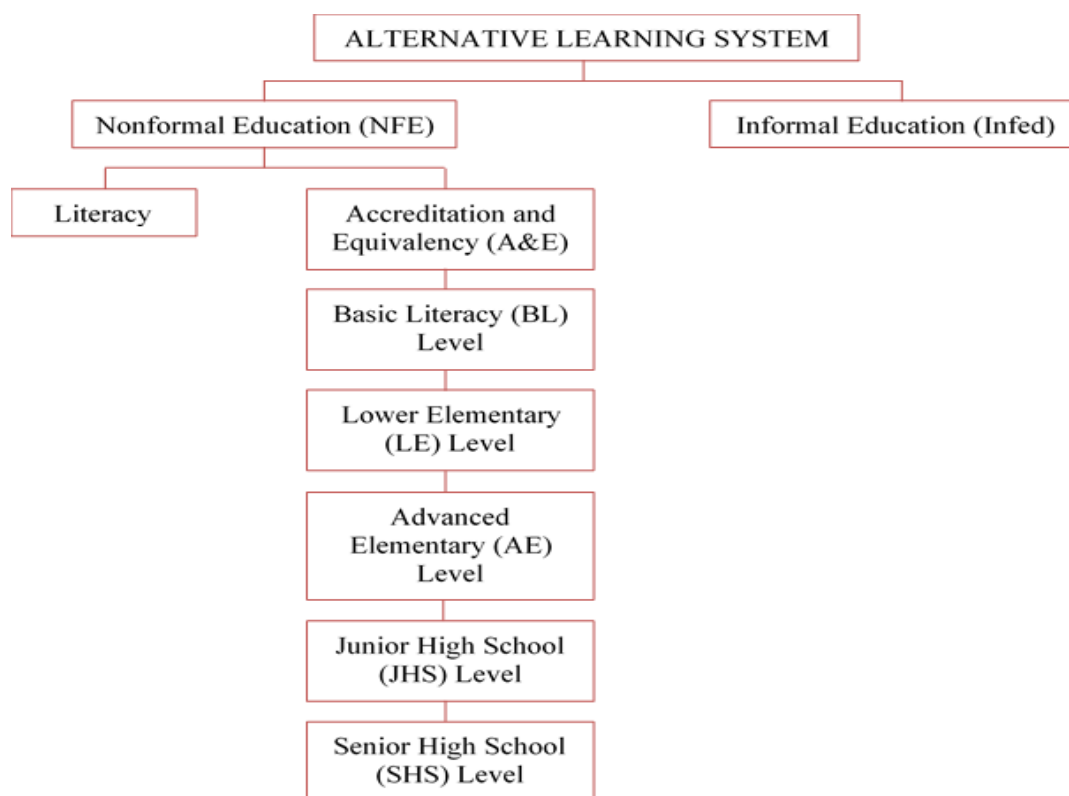 ALTERNATIVE LEARNING SYSTEM
Nonformal Education (NFE)
Informal Education (Infed)
Literacy
Accreditation and
Equivalency (A&E)
Basic Literacy (BL)
Level
Lower Elementary
(LE) Level
Advanced
Elementary (AE)
Level
Junior High School
(JHS) Level
Senior High School
(SHS) Level